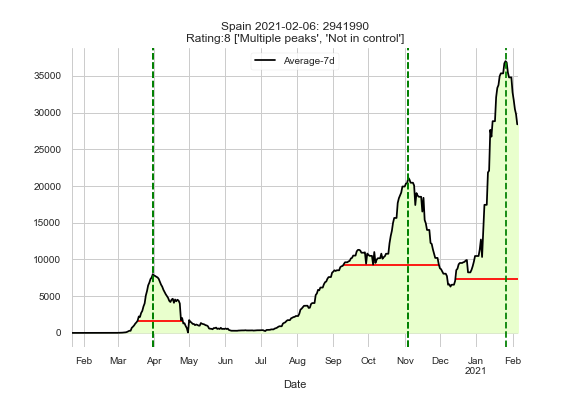 Spain 2021-02-06: 2941990
Rating:8 ['Multiple peaks', 'Not in control']
Average-7d
35000
30000
25000
20000
15000
10000
5000
0
Feb Mar Apr May Jun Jul Aug Sep Oct Nov Dec Jan Feb
2021
Date